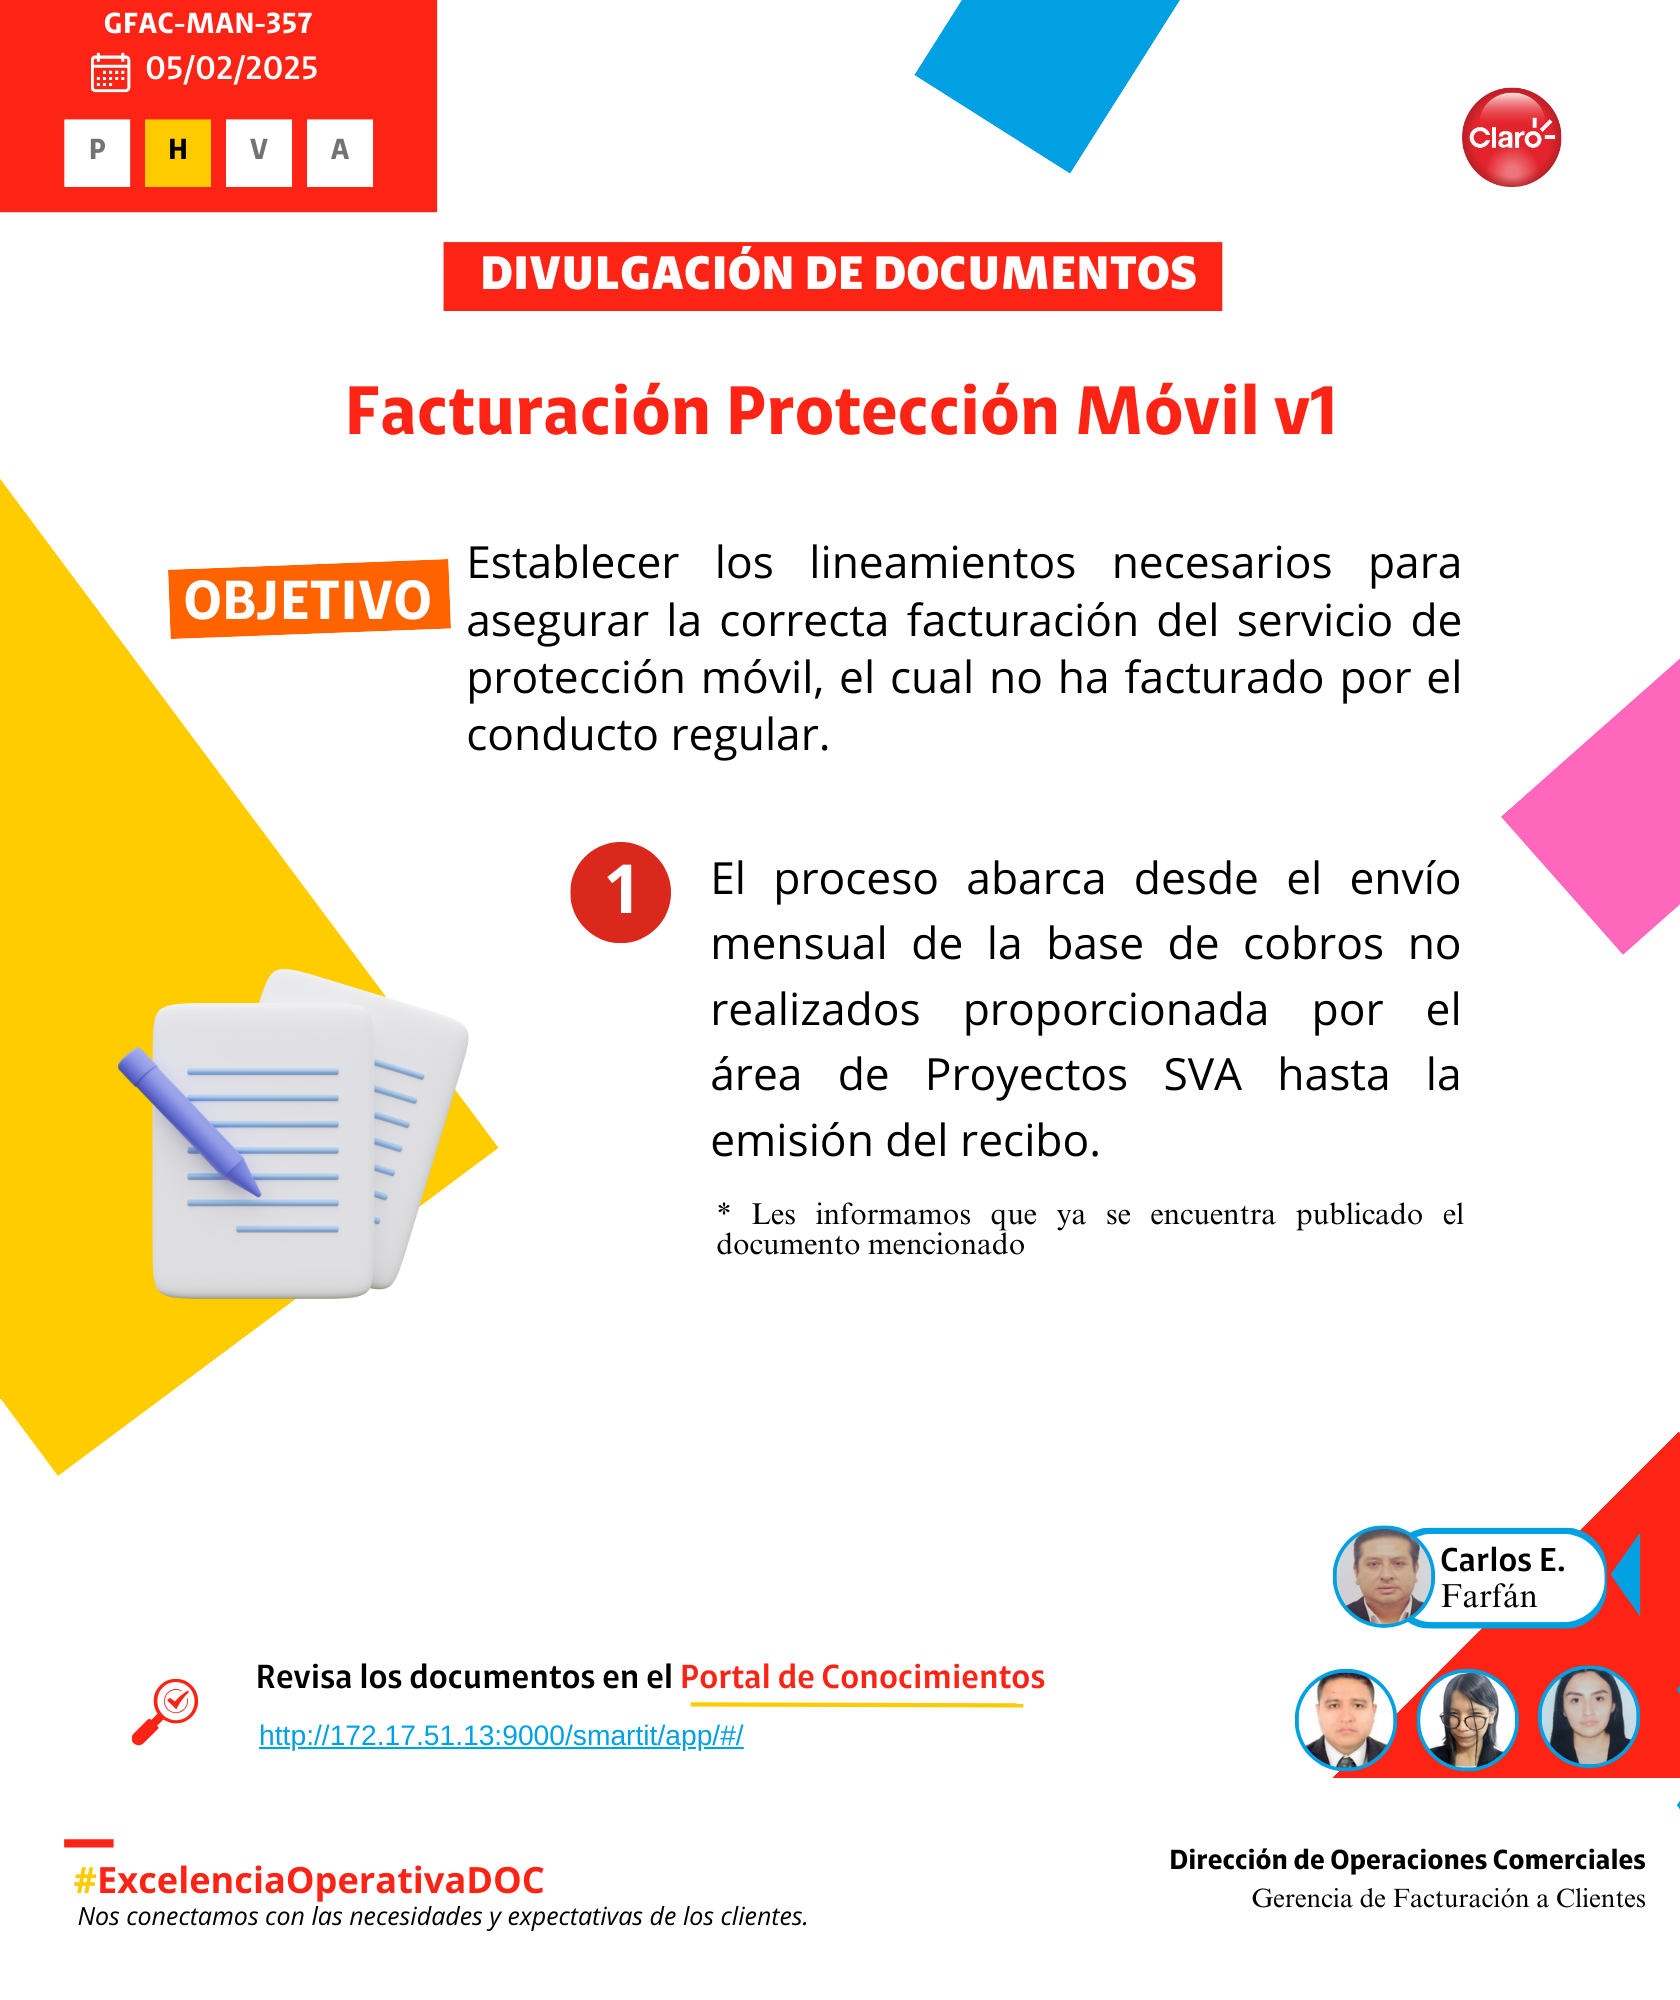 GFAC-MAN-357
05/02/2025
P H V A
Claro
DIVULGACIÓN DE DOCUMENTOS
Facturación Protección Móvil v1
OBJETIVO
Establecer los lineamientos necesarios para
asegurar la correcta facturación del servicio de
protección móvil, el cual no ha facturado por el
conducto regular.
1
El proceso abarca desde el envío
mensual de la base de cobros no
realizados proporcionada por el
área de Proyectos SVA hasta la
emisión del recibo.
* Les informamos que ya se encuentra publicado el
documento mencionado
Carlos E.
Farfán
Revisa los documentos en el Portal de Conocimientos
http://172.17.51.13:9000/smartit/app/#/
#ExcelenciaOperativaDOC
Nos conectamos con las necesidades y expectativas de los clientes.
Dirección de Operaciones Comerciales
Gerencia de Facturación a Clientes